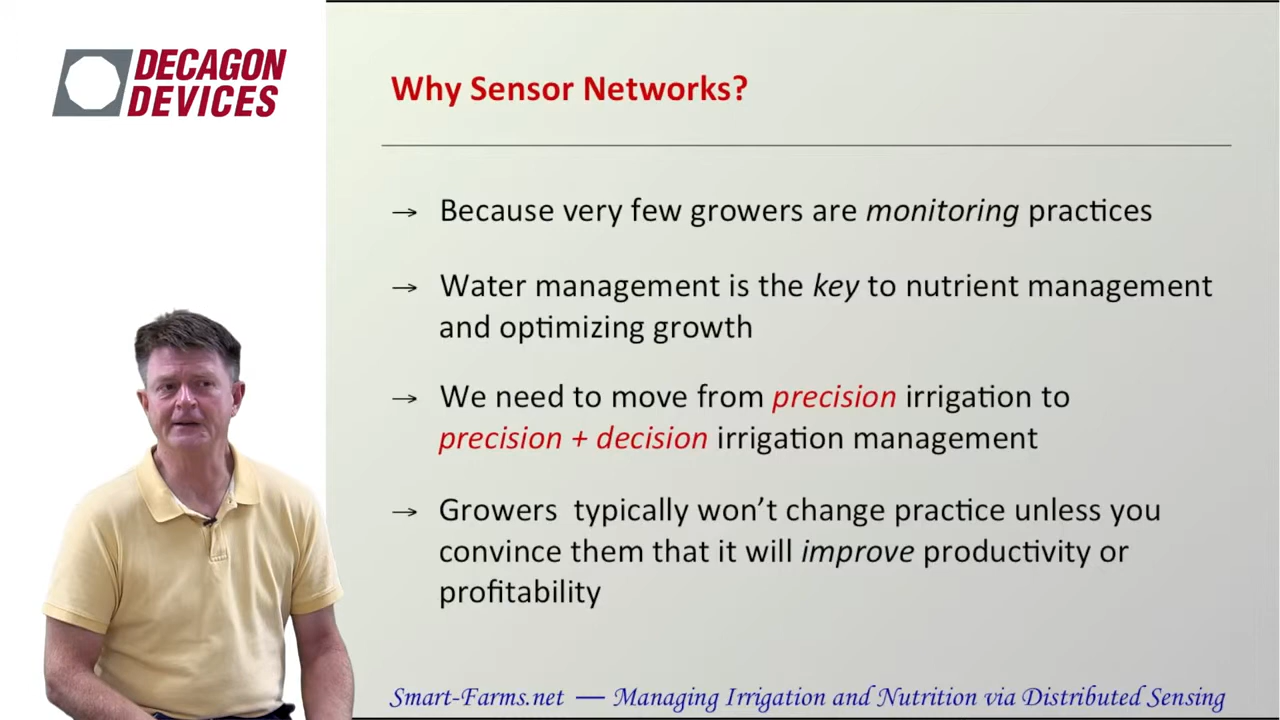 DECAGON
DEVICES
Why Sensor Networks?
→ Because very few growers are monitoring practices
→ Water management is the key to nutrient management
and optimizing growth
→ We need to move from precision irrigation to
precision + decision irrigation management
→ Growers typically won’t change practice unless you
convince them that it will improve productivity or
profitability
Smart-Farms.net — Managing Irrigation and Nutrition via Distributed Sensing